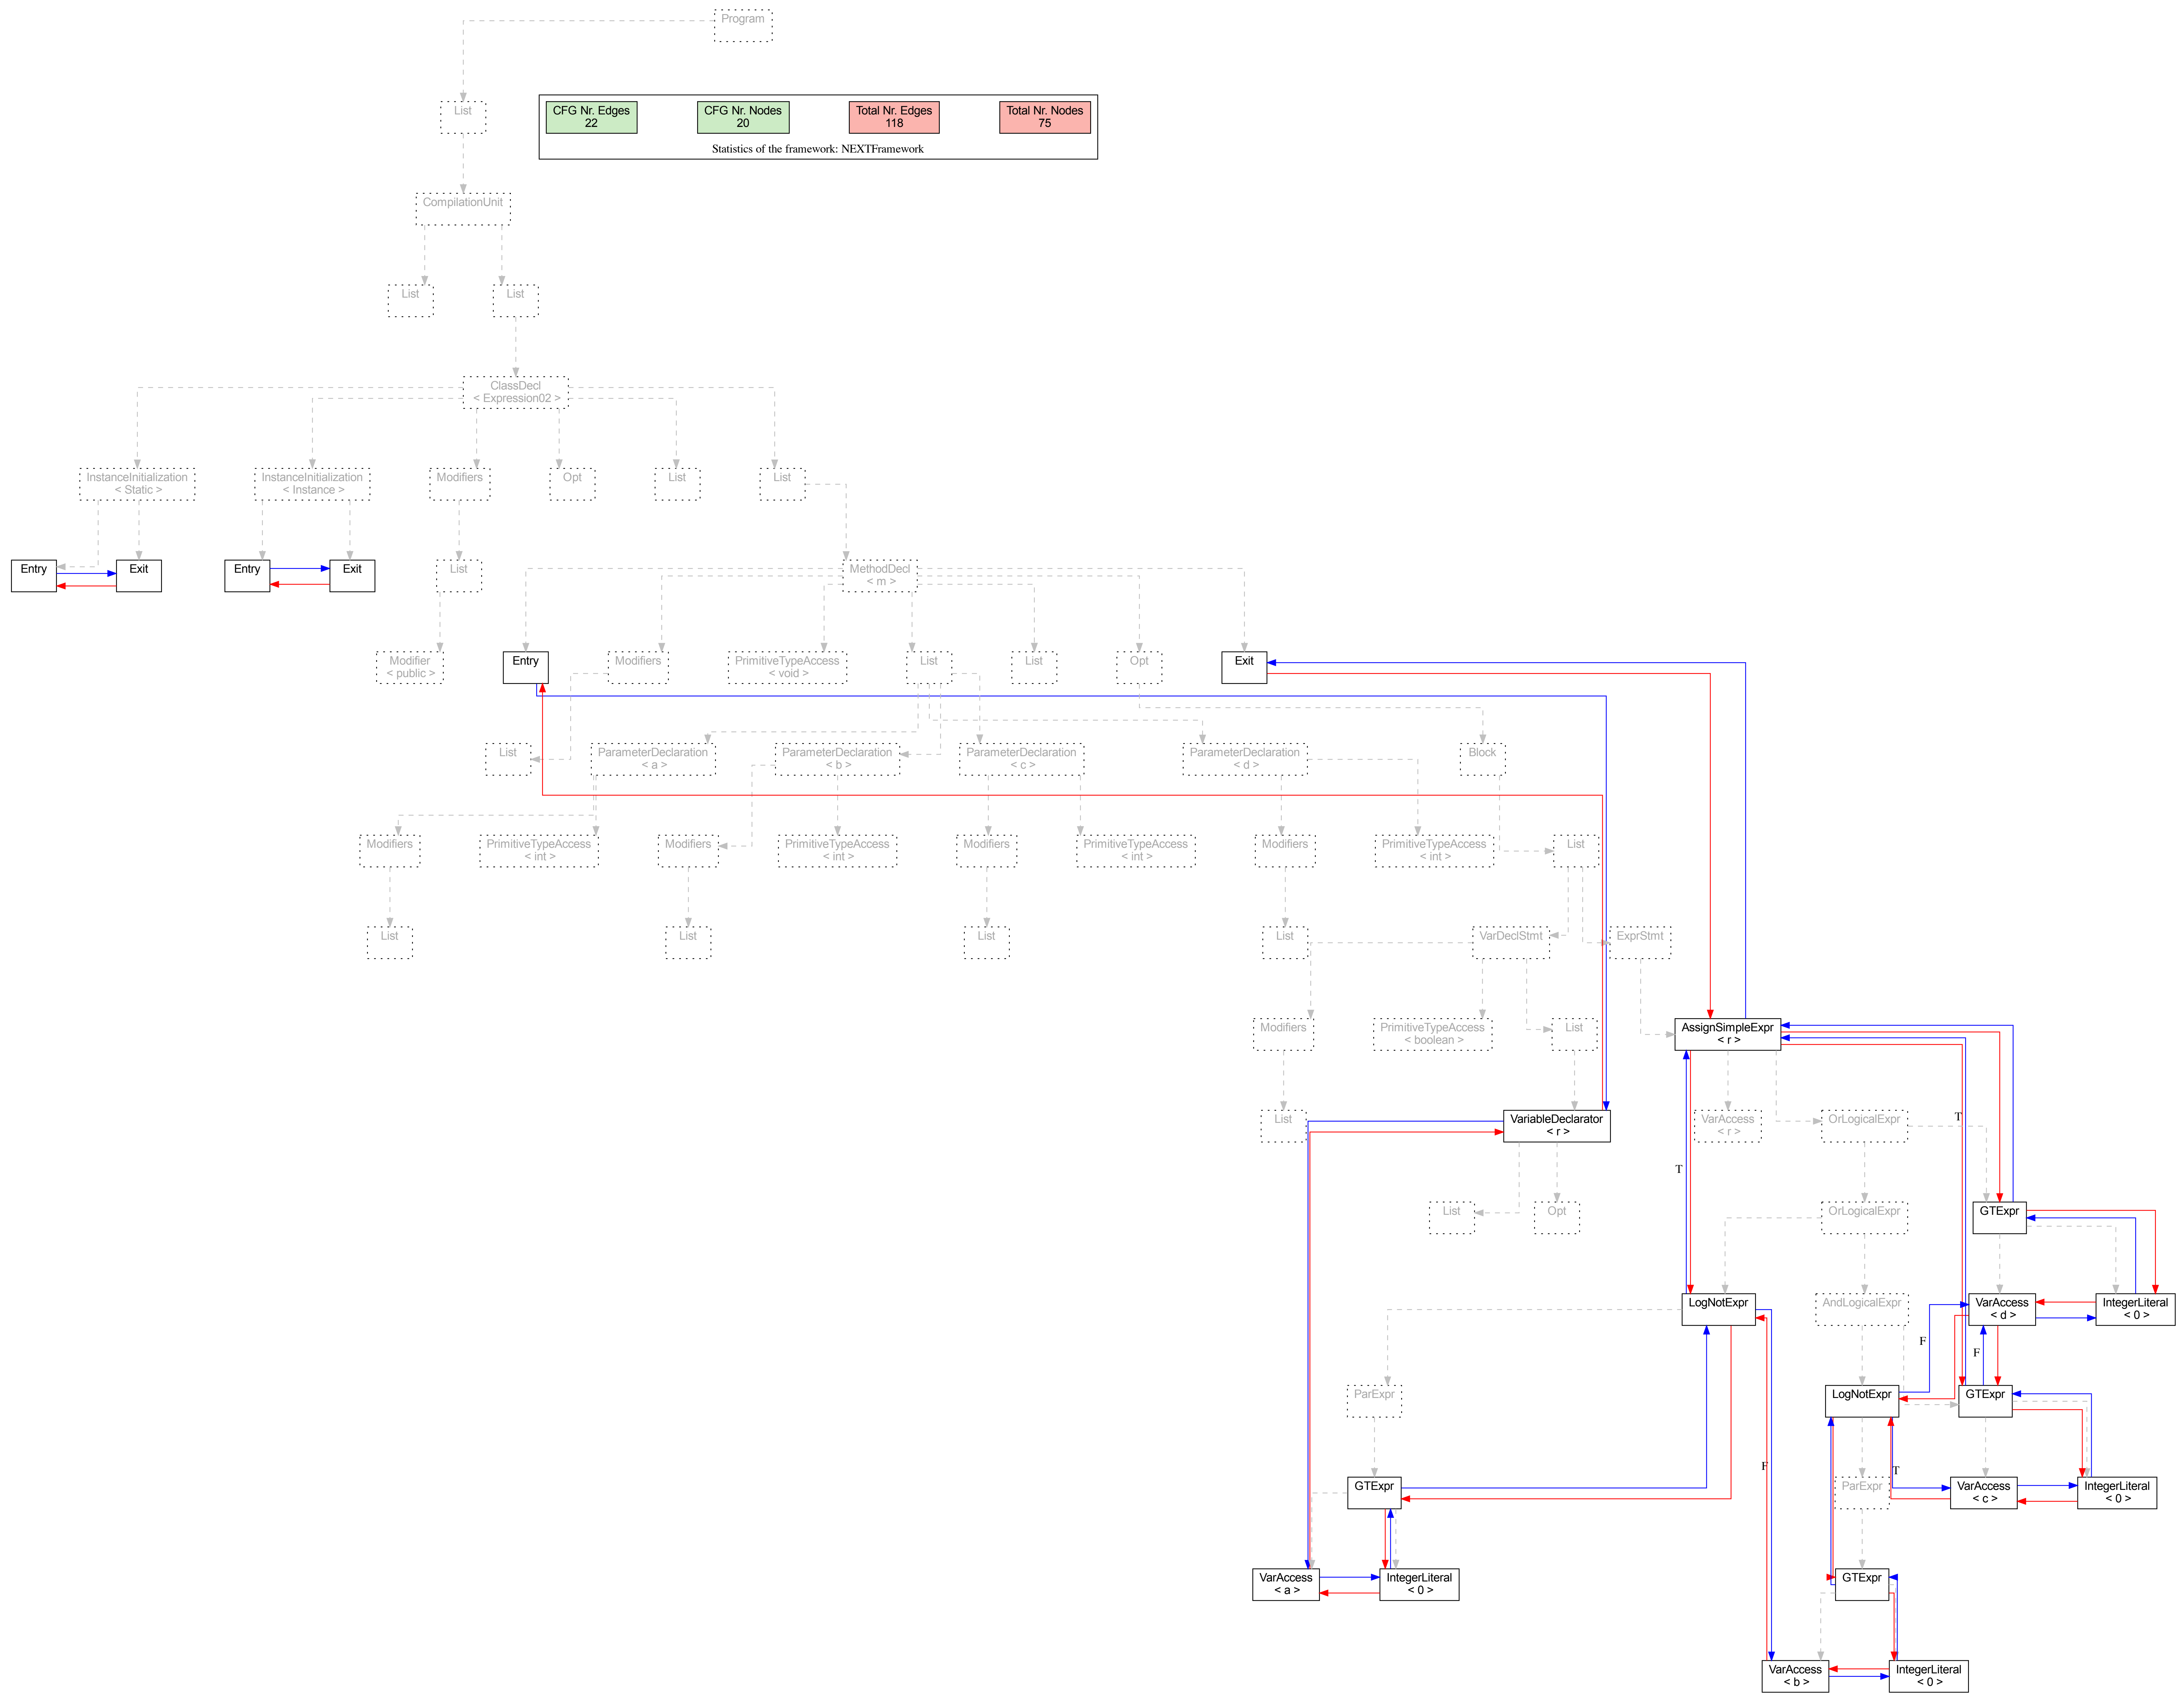 Program
List
CFG Nr. Edges
22
CFG Nr. Nodes
20
Total Nr. Edges
118
Total Nr. Nodes
75
Statistics of the framework: NEXTFramework
CompilationUnit
List
List
ClassDecl
< Expression02 >
InstanceInitialization
< Static >
InstanceInitialization
< Instance >
Modifiers
Opt
List
List
Entry
Exit
Entry
Exit
List
MethodDecl
< m >
Modifier
< public >
Entry
Modifiers
PrimitiveTypeAccess
< void >
List
List
Opt
Exit
List
ParameterDeclaration
< a >
ParameterDeclaration
< b >
ParameterDeclaration
< c >
ParameterDeclaration
< d >
Block
Modifiers
PrimitiveTypeAccess
< int >
Modifiers
PrimitiveTypeAccess
< int >
Modifiers
PrimitiveTypeAccess
< int >
Modifiers
PrimitiveTypeAccess
< int >
List
List
List
List
List
VarDeclStmt
ExprStmt
Modifiers
PrimitiveTypeAccess
< boolean >
List
AssignSimpleExpr
< r >
List
VariableDeclarator
< r >
VarAccess
< r >
OrLogicalExpr
T
T
List
Opt
OrLogicalExpr
GTExpr
LogNotExpr
AndLogicalExpr
VarAccess
< d >
IntegerLiteral
< 0 >
F
F
ParExpr
LogNotExpr
GTExpr
F
T
GTExpr
ParExpr
VarAccess
< c >
IntegerLiteral
< 0 >
VarAccess
< a >
IntegerLiteral
< 0 >
GTExpr
VarAccess
< b >
IntegerLiteral
< 0 >